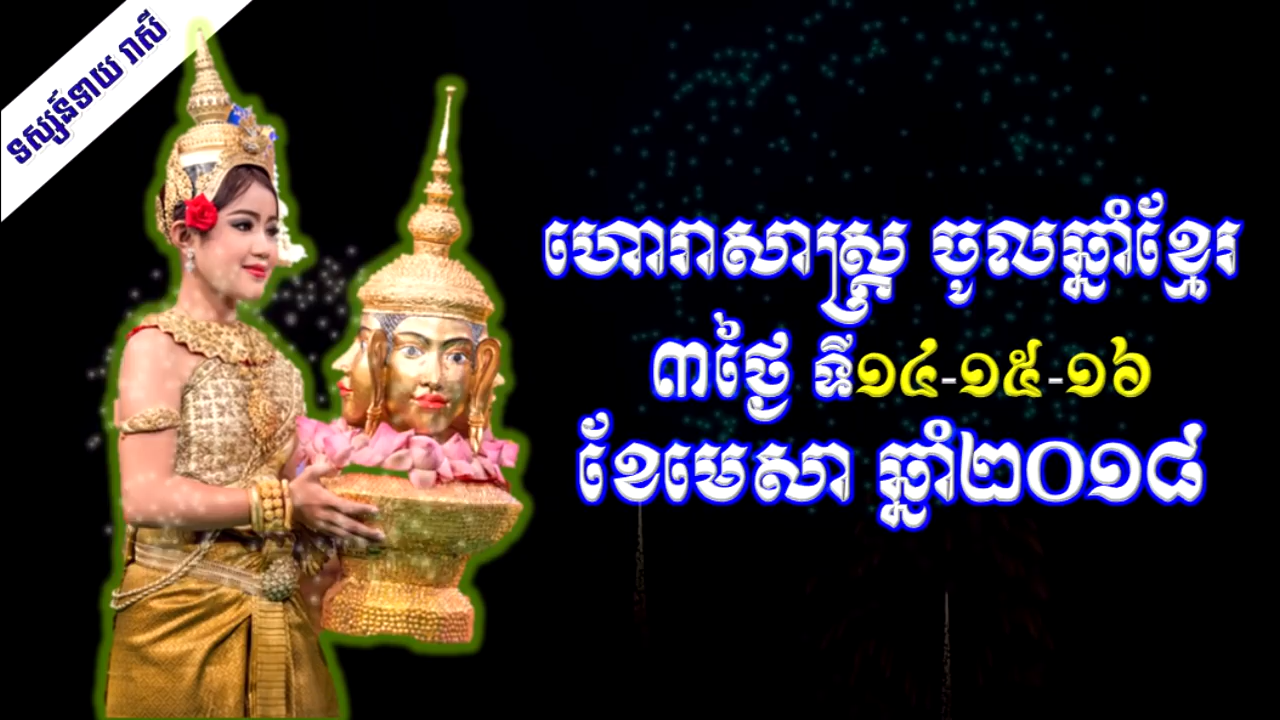 ទស្សន៍ទាយ រាសី
ហោរាសាស្ត្រ ចូលឆ្នាំខ្មែរ
៣ថ្ងៃ ទី១៤-១៥-១៦
ខែមេសា ឆ្នាំ២០១៨